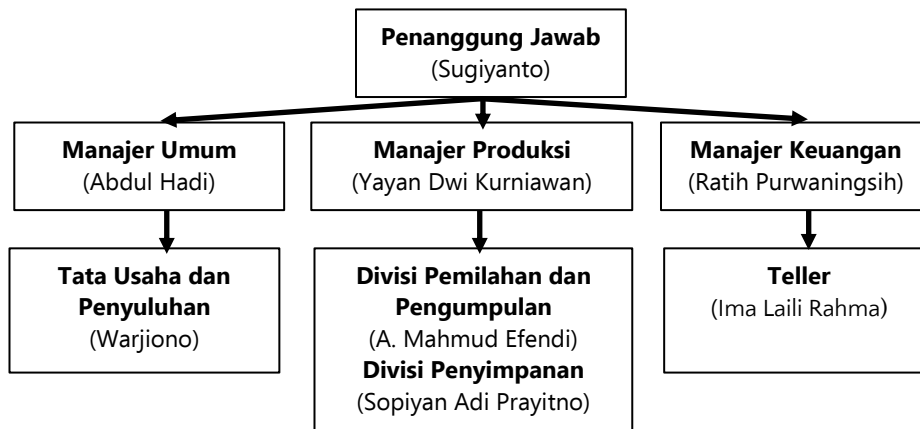 Penanggung Jawab
(Sugiyanto)
Manajer Umum
(Abdul Hadi)
Manajer Produksi
(Yayan Dwi Kurniawan)
Manajer Keuangan
(Ratih Purwaningsih)
Tata Usaha dan
Penyuluhan
(Warjiono)
Divisi Pemilahan dan
Pengumpulan
(A. Mahmud Efendi)
Divisi Penyimpanan
(Sopiyan Adi Prayitno)
Teller
(Ima Laili Rahma)